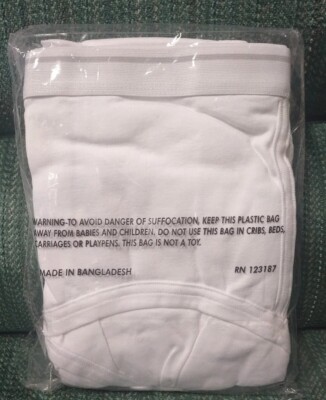 WARNING-TO AVOID DANGER OF SUFFOCATION, KEEP THIS PLASTIC BAG
AWAY FROM BABIES AND CHILDREN. DO NOT USE THIS BAG IN CRIBS, BEDS,
CARRIAGES OR PLAYPENS. THIS BAG IS NOT A TOY.
MADE IN BANGLADESH RN 123187